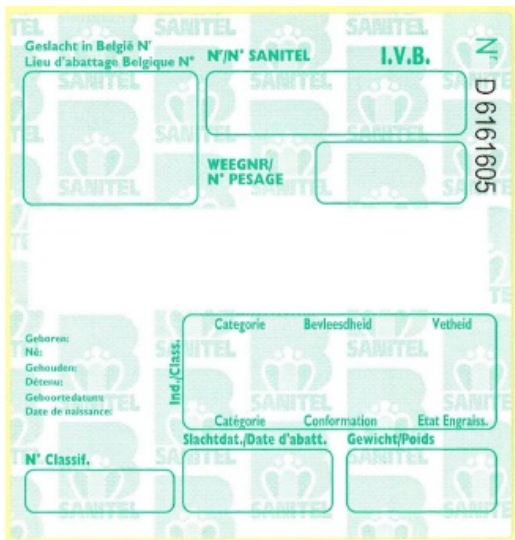 Geslacht in België N'
Lieu d'abattage Belgique N°
N'/N° SANITEL
I.V.B.
N' D 6161605
WEEGNR/
N° PESAGE
Categorie Bevleesdheid Vetheid
Geboren:
Né:
Gehouden:
Détenu:
Geboortedatum:
Date de naissance:
Ind./Class.
Catégorie Conformation Etat Engraiss.
N° Classif.
Slachtdat./Date d'abatt.
Gewicht/Poids
SANITEL